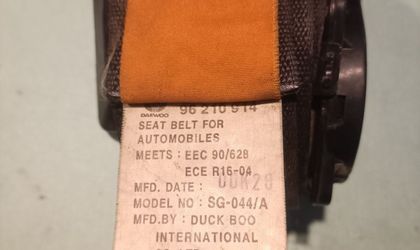 DAEWOO 96 210 914
SEAT BELT FOR
AUTOMOBILES
MEETS : EEC 90/628
ECE R16-04
MFD. DATE :
MODEL NO : SG-044/A
MFD.BY : DUCK BOO
INTERNATIONAL